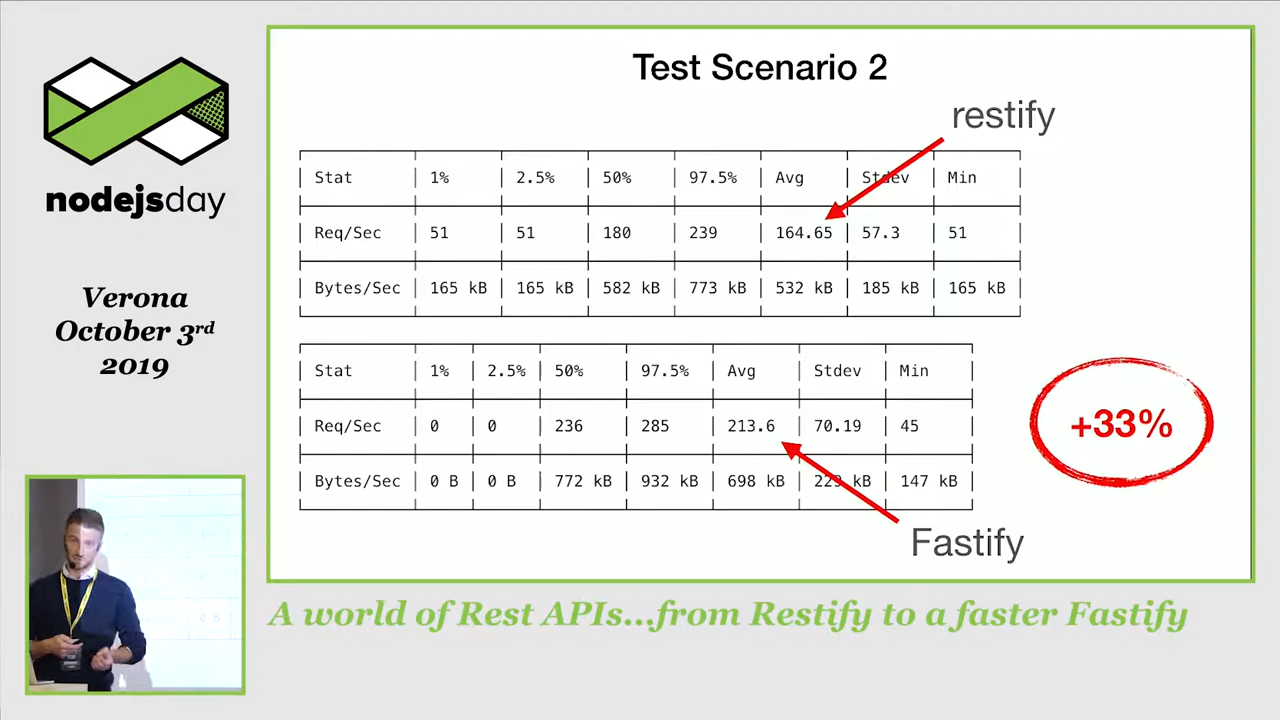 Test Scenario 2
restify
Stat 1% 2.5% 50% 97.5% Avg Stdev Min
Req/Sec 51 51 180 239 164.65 57.3 51
Bytes/Sec 165 kB 165 kB 582 kB 773 kB 532 kB 185 kB 165 kB
Stat 1% 2.5% 50% 97.5% Avg Stdev Min
Req/Sec 0 0 236 285 213.6 70.19 45
Bytes/Sec 0 B 0 B 772 kB 932 kB 698 kB kB 147 kB
+33%
Fastify
nodejsday
Verona
October 3rd
2019
A world of Rest APIs...from Restify to a faster Fastify